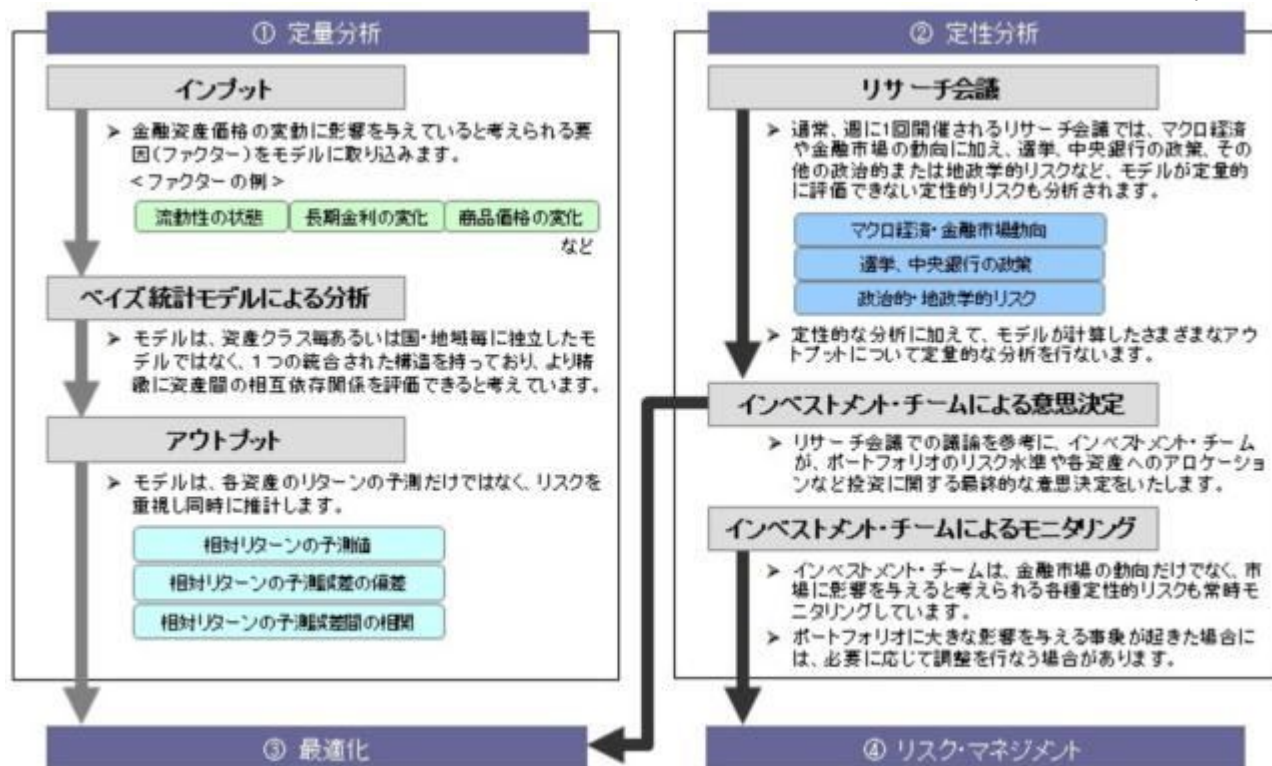 ① 定量分析
インプット
➢ 金融資産価格の変動に影響を与えていると考えられる要
因(ファクター)をモデルに取り込みます。
<ファクターの例>
流動性の状態
長期金利の変化
商品価格の変化
など
ベイズ統計モデルによる分析
➢ モデルは、資産クラス毎あるいは国・地域毎に独立したモ
デルではなく、1つの統合された構造を持っており、より精
緻に資産間の相互依存関係を評価できると考えています。
アウトプット
➢ モデルは、各資産のリターンの予測だけではなく、リスクを
重視し同時に推計します。
相対リターンの予測値
相対リターンの予測誤差の偏差
相対リターンの予測誤差間の相関
③ 最適化
② 定性分析
リサーチ会議
➢ 通常、週に1回開催されるリサーチ会議では、マクロ経済
や金融市場の動向に加え、選挙、中央銀行の政策、その
他の政治的または地政学的リスクなど、モデルが定量的
に評価できない定性的リスクも分析されます。
マクロ経済・金融市場動向
選挙、中央銀行の政策
政治的・地政学的リスク
➢ 定性的な分析に加えて、モデルが計算したさまざまなアウ
トプットについて定量的な分析を行ないます。
インベストメント・チームによる意思決定
➢ リサーチ会議での議論を参考に、インベストメント・チーム
が、ポートフォリオのリスク水準や各資産へのアロケーショ
ンなど投資に関する最終的な意思決定をいたします。
インベストメント・チームによるモニタリング
➢ インベストメント・チームは、金融市場の動向だけでなく、市
場に影響を与えると考えられる各種定性的リスクも常時モ
ニタリングしています。
➢ ポートフォリオに大きな影響を与える事象が起きた場合に
は、必要に応じて調整を行なう場合があります。
④ リスク・マネジメント